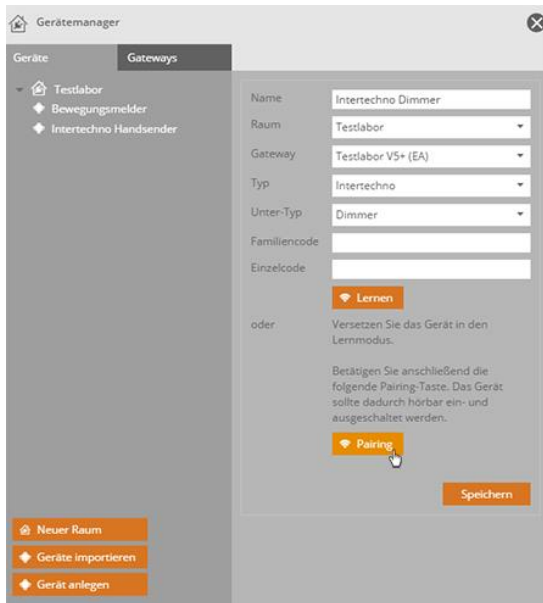 Gerätemanager
Geräte
Gateways
Testlabor
Bewegungsmelder
Intertechno Handsender
Name
Intertechno Dimmer
Raum
Testlabor
Gateway
Testlabor V5+ (EA)
Typ
Intertechno
Unter-Typ
Dimmer
Familiencode
Einzelcode
Lernen
oder
Versetzen Sie das Gerät in den
Lernmodus.
Betätigen Sie anschließend die
folgende Pairing-Taste. Das Gerät
sollte dadurch hörbar ein- und
ausgeschaltet werden.
Pairing
Speichern
Neuer Raum
Geräte importieren
Gerät anlegen